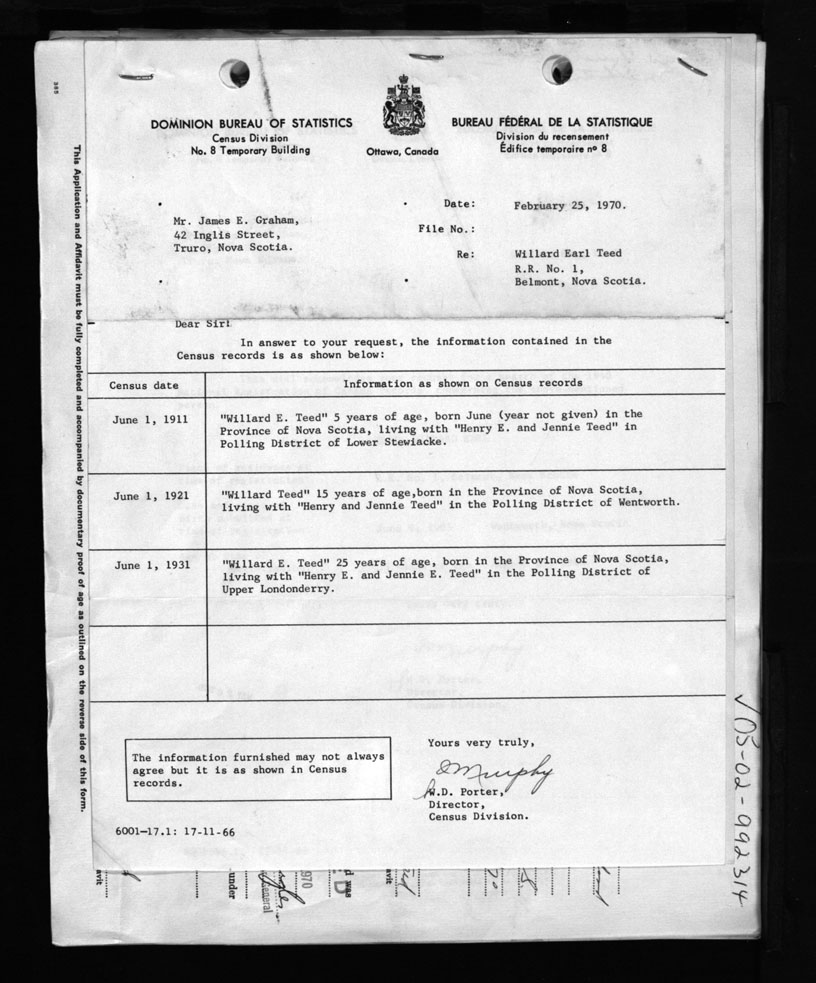 DOMINION BUREAU OF STATISTICS
Census Division
No. 8 Temporary Building
Ottawa, Canada
BUREAU FÉDÉRAL DE LA STATISTIQUE
Division du recensement
Édifice temporaire nº 8
Mr. James E. Graham,
42 Inglis Street,
Truro, Nova Scotia.
Date: February 25, 1970.
File No.:
Re: Willard Earl Teed
R.R. No. 1,
Belmont, Nova Scotia.
Dear Sir:
In answer to your request, the information contained in the
Census records is as shown below:
Census date Information as shown on Census records
June 1, 1911 "Willard E. Teed" 5 years of age, born June (year not given) in the
Province of Nova Scotia, living with "Henry E. and Jennie Teed" in
Polling District of Lower Stewiacke.
June 1, 1921 "Willard Teed" 15 years of age,born in the Province of Nova Scotia,
living with "Henry and Jennie Teed" in the Polling District of Wentworth.
June 1, 1931 "Willard E. Teed" 25 years of age, born in the Province of Nova Scotia,
living with "Henry E. and Jennie E. Teed" in the Polling District of
Upper Londonderry.
The information furnished may not always
agree but it is as shown in Census
records.
Yours very truly,
DMurphy
W.D. Porter,
Director,
Census Division.
6001-17.1: 17-11-66
This Application and Affidavit must be fully completed and accompanied by documentary proof of age as outlined on the reverse side of this form.
05-02-992314
under
General
1970
d was